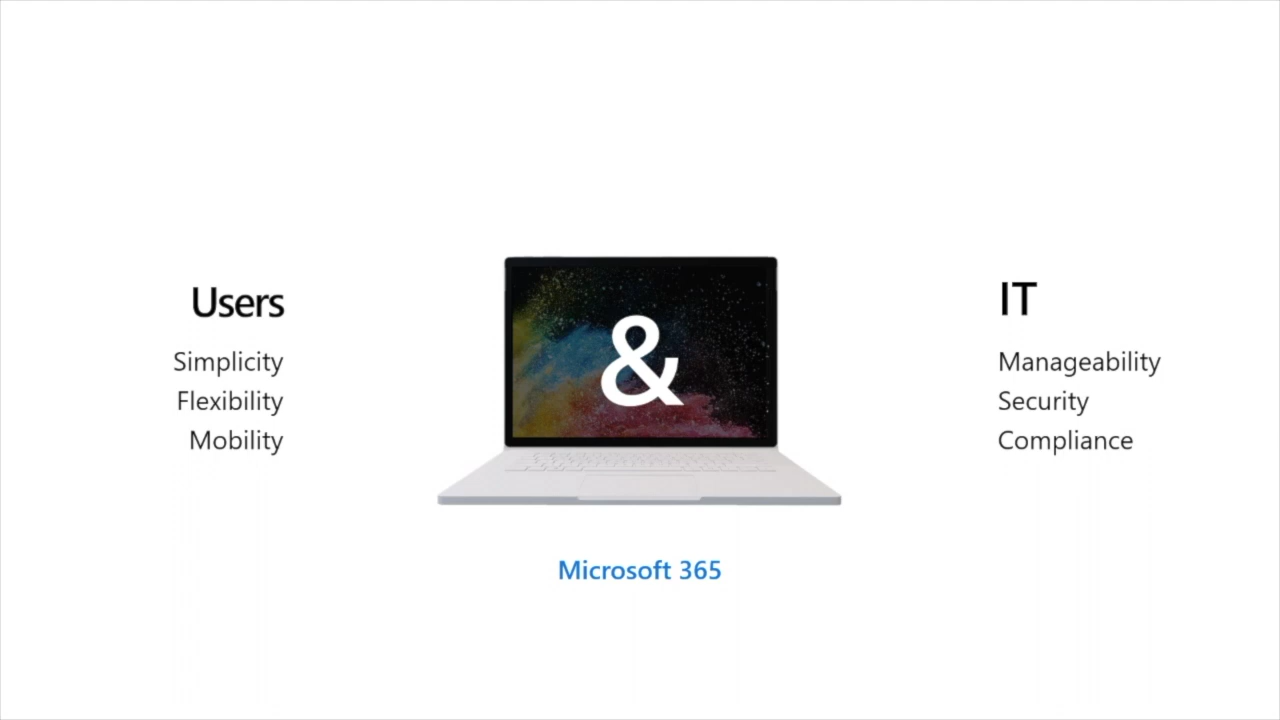 Users
Simplicity
Flexibility
Mobility
&
Microsoft 365
IT
Manageability
Security
Compliance